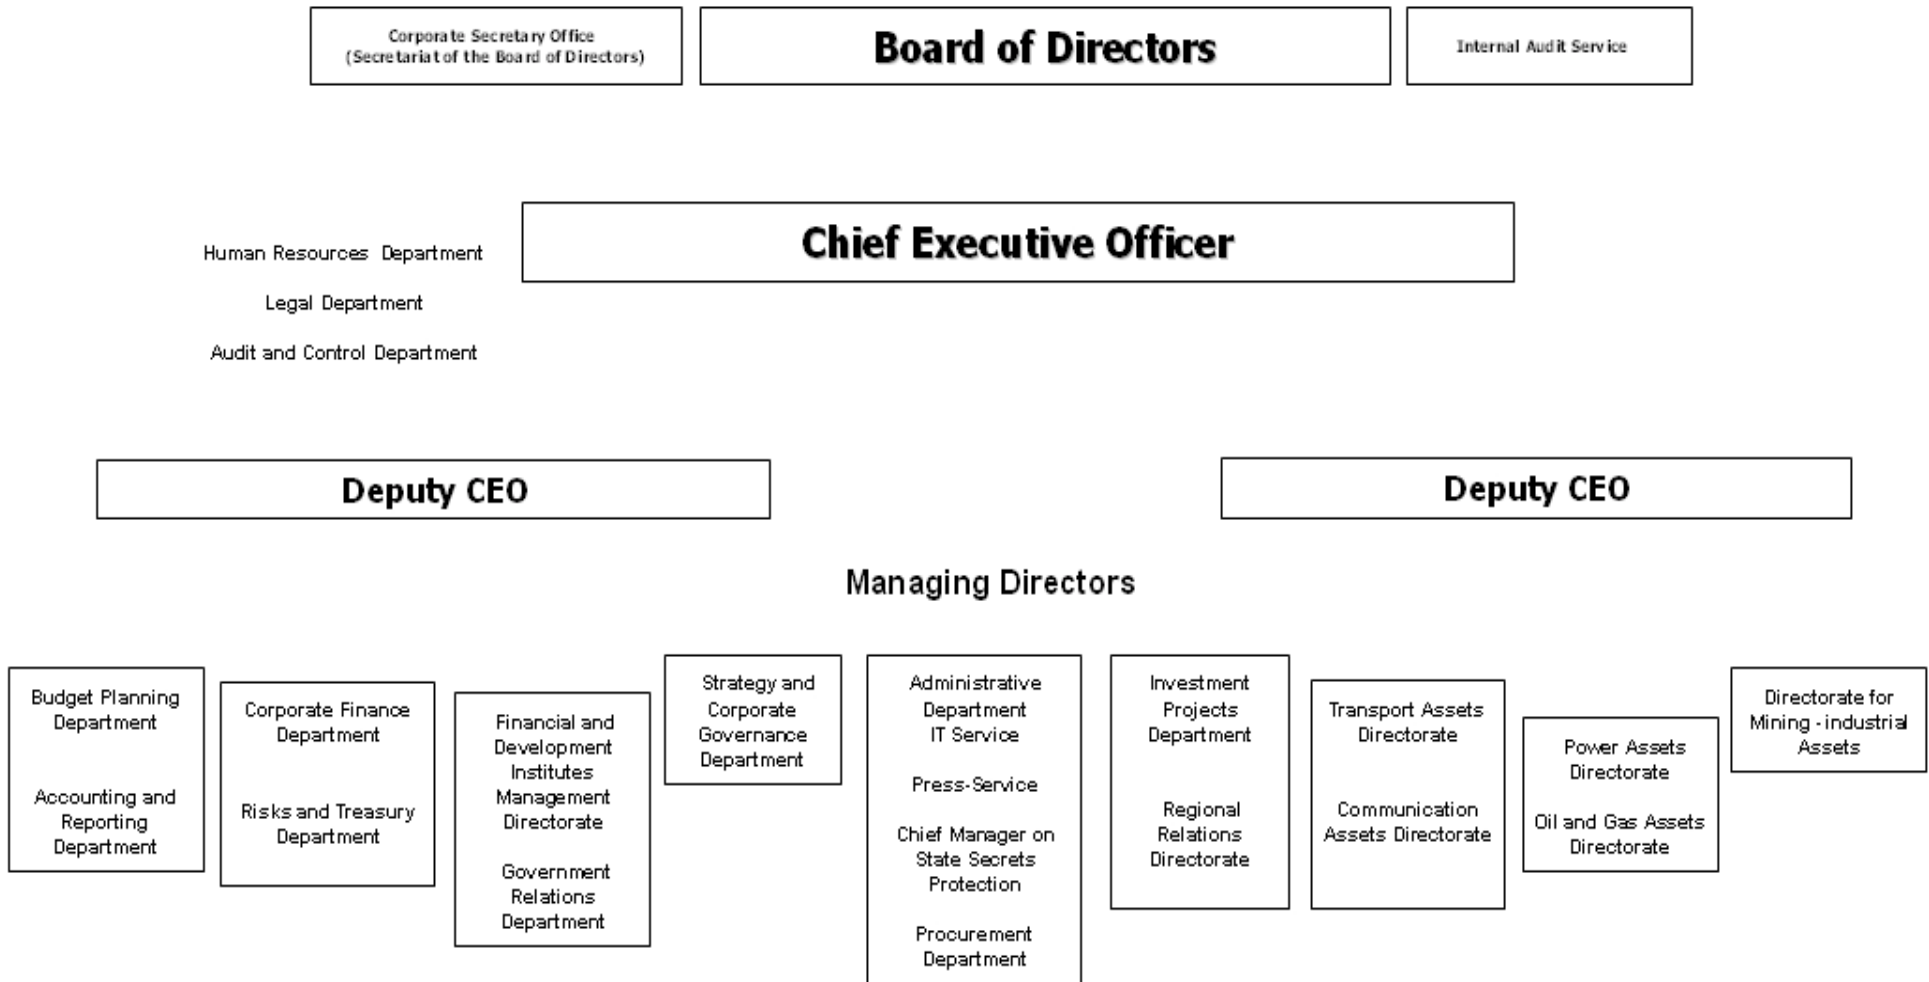 Corporate Secretary Office
(Secretariat of the Board of Directors)
Board of Directors
Internal Audit Service
Chief Executive Officer
Human Resources Department
Legal Department
Audit and Control Department
Deputy CEO
Deputy CEO
Managing Directors
Budget Planning
Department
Accounting and
Reporting
Department
Corporate Finance
Department
Risks and Treasury
Department
Financial and
Development
Institutes
Management
Directorate
Government
Relations
Department
Strategy and
Corporate
Governance
Department
Administrative
Department
IT Service
Press-Service
Chief Manager on
State Secrets
Protection
Procurement
Department
Investment
Projects
Department
Regional
Relations
Directorate
Transport Assets
Directorate
Communication
Assets Directorate
Power Assets
Directorate
Oil and Gas Assets
Directorate
Directorate for
Mining - industrial
Assets